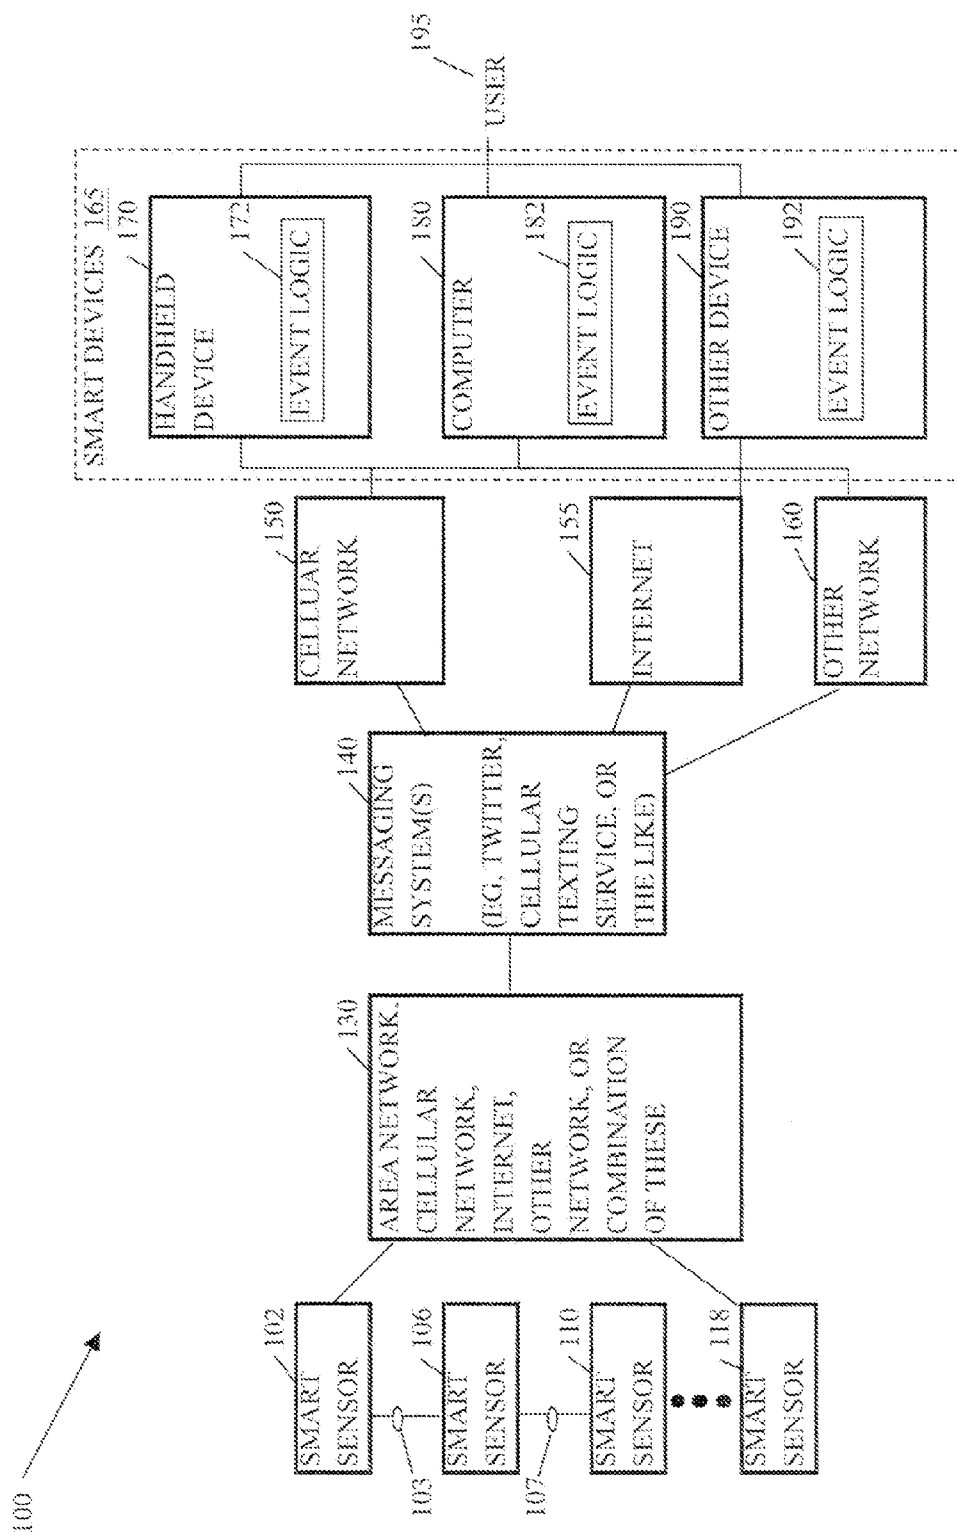 100
SMART
SENSOR
102
103
SMART
SENSOR
106
107
SMART
SENSOR
110
SMART
SENSOR
118
AREA NETWORK,
CELLULAR
NETWORK,
INTERNET,
OTHER
NETWORK, OR
COMBINATION
OF THESE
130
MESSAGING
SYSTEM(S)
(EG, TWITTER,
CELLULAR
TEXTING
SERVICE, OR
THE LIKE)
140
CELLUAR
NETWORK
150
INTERNET
155
OTHER
NETWORK
160
SMART DEVICES 165
HANDHELD
DEVICE
170
EVENT LOGIC
172
COMPUTER
180
EVENT LOGIC
182
OTHER DEVICE
190
EVENT LOGIC
192
USER
195